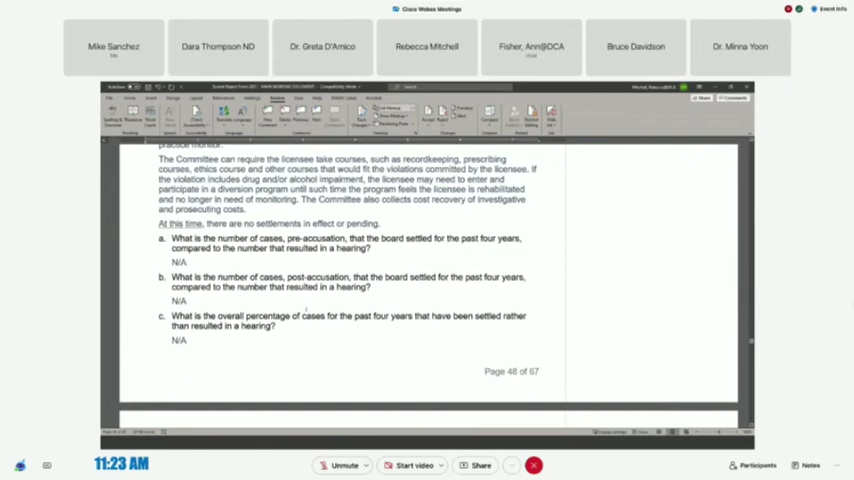 Cisco Webex Meetings
Event info
Mike Sanchez
Me
Dara Thompson ND
Dr. Greta D'Amico
Rebecca Mitchell
Fisher, Ann@DCA
Host
Bruce Davidson
Dr. Minna Yoon
Search
Share
Comments
practice monitor.
The Committee can require the licensee take courses, such as recordkeeping, prescribing
courses, ethics course and other courses that would fit the violations committed by the licensee. If
the violation includes drug and/or alcohol impairment, the licensee may need to enter and
participate in a diversion program until such time the program feels the licensee is rehabilitated
and no longer in need of monitoring. The Committee also collects cost recovery of investigative
and prosecuting costs.
At this time, there are no settlements in effect or pending.
a. What is the number of cases, pre-accusation, that the board settled for the past four years,
compared to the number that resulted in a hearing?
N/A
b. What is the number of cases, post-accusation, that the board settled for the past four years,
compared to the number that resulted in a hearing?
N/A
c. What is the overall percentage of cases for the past four years that have been settled rather
than resulted in a hearing?
N/A
Page 48 of 67
11:23 AM
Unmute
Start video
Share
Participants
Notes